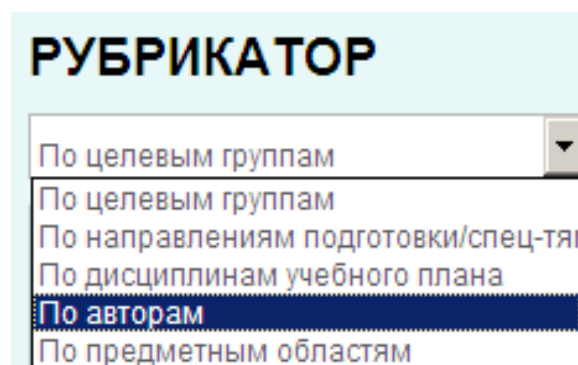 РУБРИКАТОР
По целевым группам
По целевым группам
По направлениям подготовки/спец-тям
По дисциплинам учебного плана
По авторам
По предметным областям